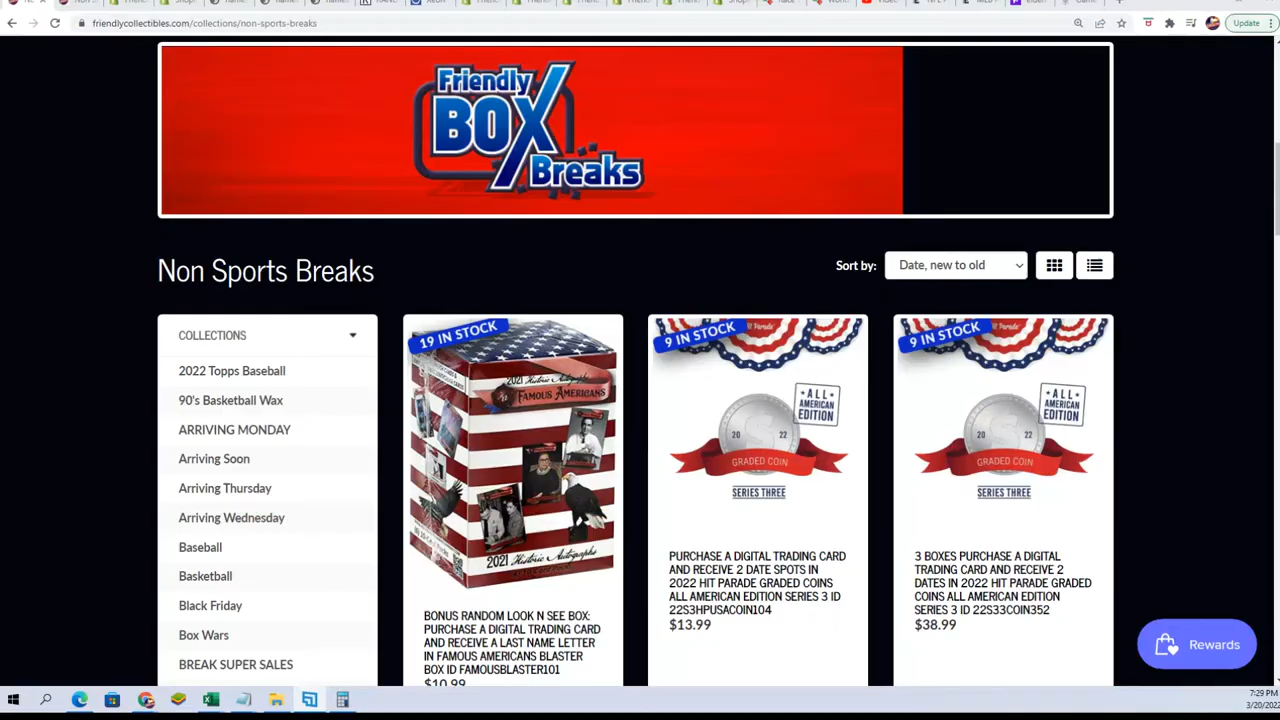 friendlycollectibles.com/collections/non-sports-breaks
Update
Friendly
BOX
Breaks
Non Sports Breaks
Sort by:
Date, new to old
COLLECTIONS
2022 Topps Baseball
90's Basketball Wax
ARRIVING MONDAY
Arriving Soon
Arriving Thursday
Arriving Wednesday
Baseball
Basketball
Black Friday
Box Wars
BREAK SUPER SALES
19 IN STOCK
2021 Historic Autographs
FAMOUS AMERICANS
2021 Historic Autographs
BONUS RANDOM LOOK N SEE BOX:
PURCHASE A DIGITAL TRADING CARD
AND RECEIVE A LAST NAME LETTER
IN FAMOUS AMERICANS BLASTER
BOX ID FAMOUSBLASTER101
$10.99
9 IN STOCK
ALL
AMERICAN
EDITION
20 22
GRADED COIN
SERIES THREE
PURCHASE A DIGITAL TRADING CARD
AND RECEIVE 2 DATE SPOTS IN
2022 HIT PARADE GRADED COINS
ALL AMERICAN EDITION SERIES 3 ID
22S3HPUSACOIN104
$13.99
9 IN STOCK
ALL
AMERICAN
EDITION
20 22
GRADED COIN
SERIES THREE
3 BOXES PURCHASE A DIGITAL
TRADING CARD AND RECEIVE 2
DATES IN 2022 HIT PARADE GRADED
COINS ALL AMERICAN EDITION
SERIES 3 ID 22S33COIN352
$38.99
Rewards
7:29 PM